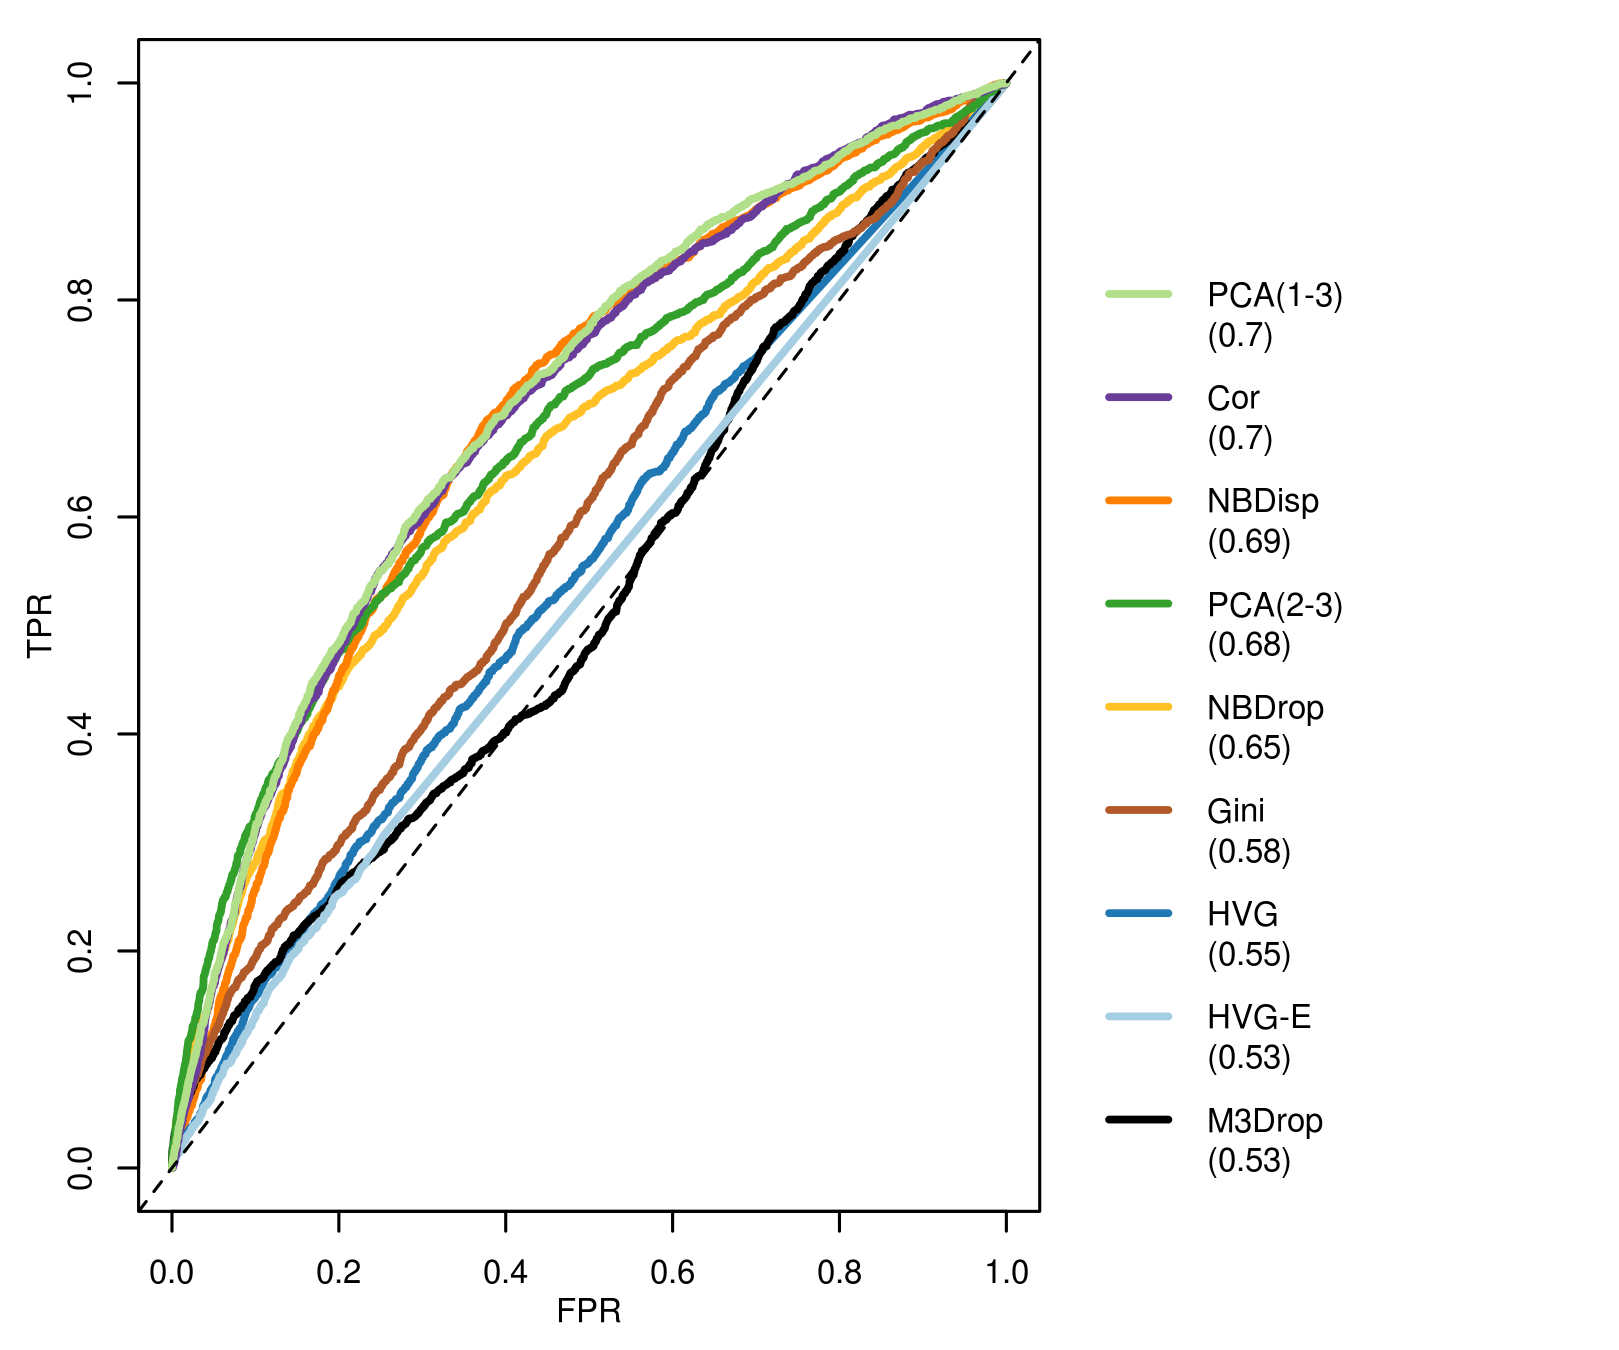 1.0
0.8
0.6
0.4
0.2
0.0
TPR
0.0 0.2 0.4 0.6 0.8 1.0
FPR
PCA(1-3)
(0.7)
Cor
(0.7)
NBDisp
(0.69)
PCA(2-3)
(0.68)
NBDrop
(0.65)
Gini
(0.58)
HVG
(0.55)
HVG-E
(0.53)
M3Drop
(0.53)